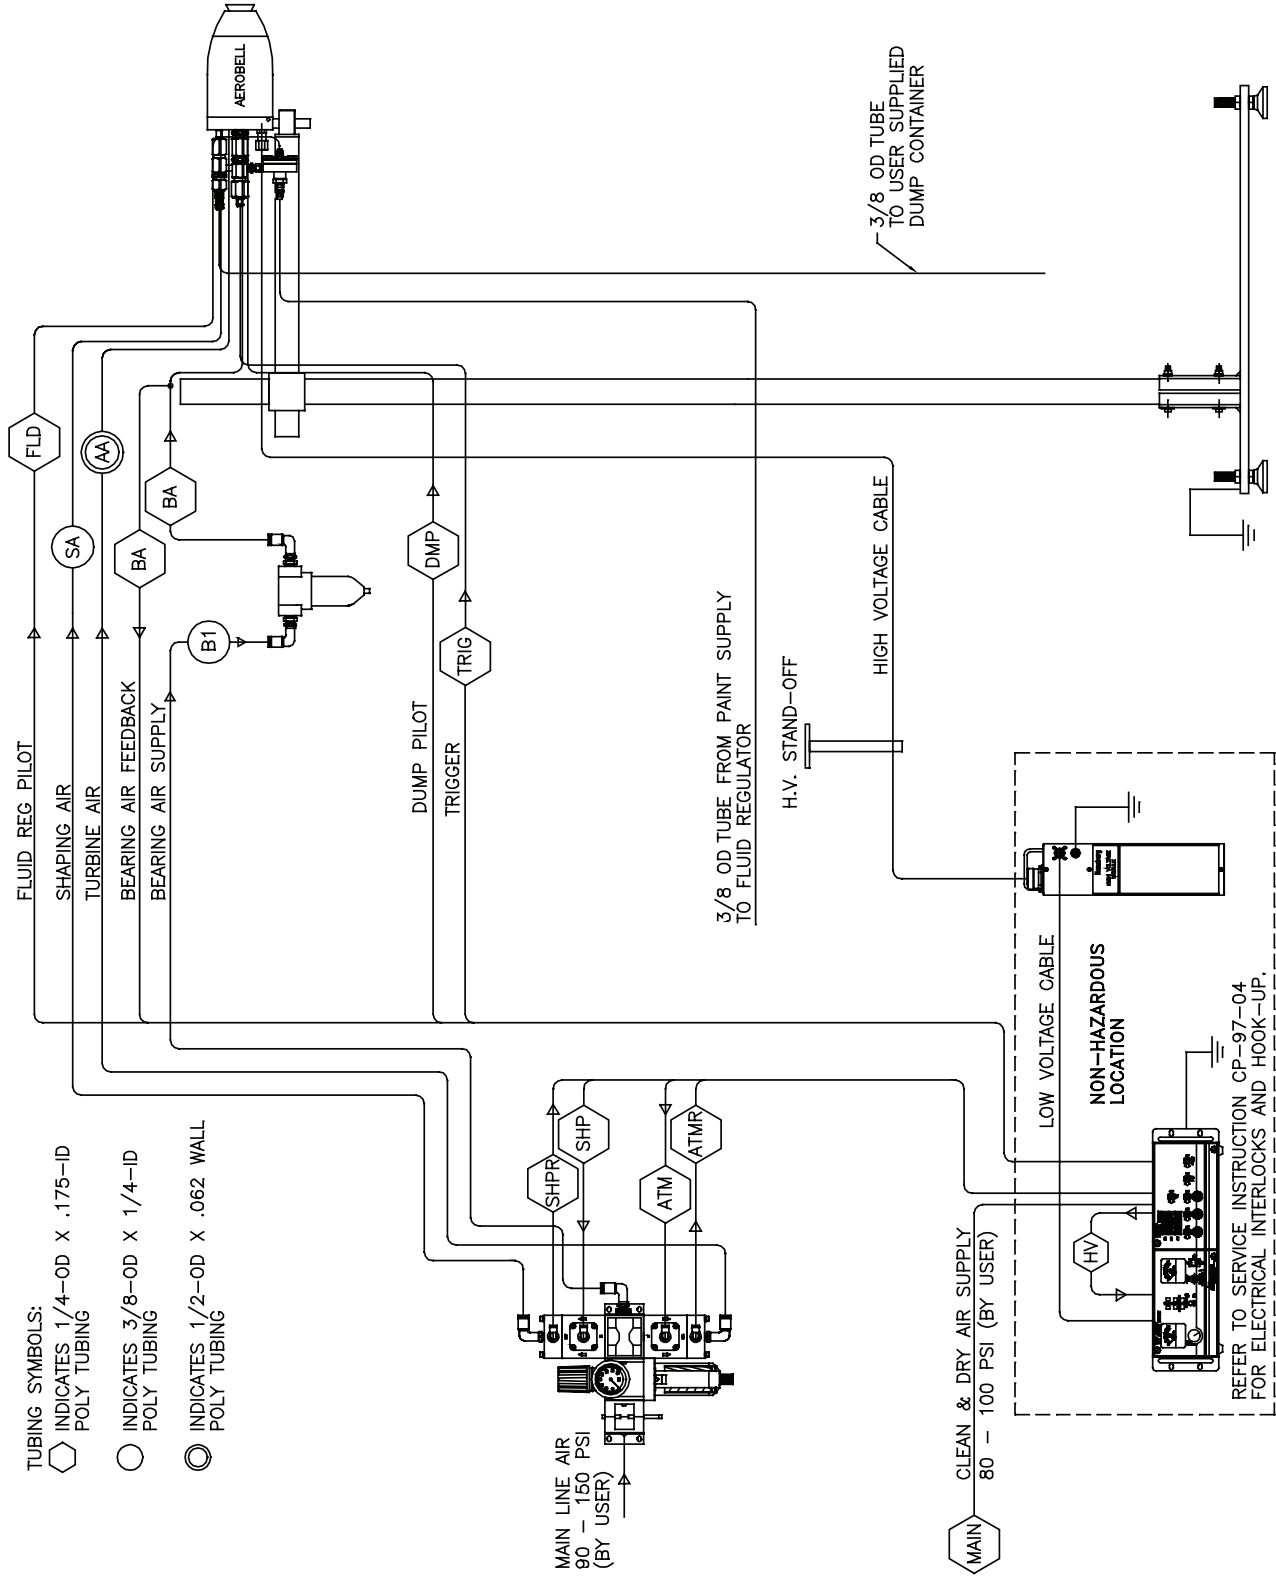 TUBING SYMBOLS:
INDICATES 1/4-OD X .175-ID
POLY TUBING
INDICATES 3/8-OD X 1/4-ID
POLY TUBING
INDICATES 1/2-OD X .062 WALL
POLY TUBING
FLUID REG PILOT
SHAPING AIR
TURBINE AIR
BEARING AIR FEEDBACK
BEARING AIR SUPPLY
FLD
SA
AA
BA
BA
B1
AEROBELL
DUMP PILOT
TRIGGER
DMP
TRIG
MAIN LINE AIR
90 - 150 PSI
(BY USER)
SHPR
SHP
ATM
ATMR
3/8 OD TUBE FROM PAINT SUPPLY
TO FLUID REGULATOR
H.V. STAND-OFF
HIGH VOLTAGE CABLE
3/8 OD TUBE
TO USER SUPPLIED
DUMP CONTAINER
MAIN
CLEAN & DRY AIR SUPPLY
80 - 100 PSI (BY USER)
LOW VOLTAGE CABLE
NON-HAZARDOUS
LOCATION
HV
REFER TO SERVICE INSTRUCTION CP-97-04
FOR ELECTRICAL INTERLOCKS AND HOOK-UP.